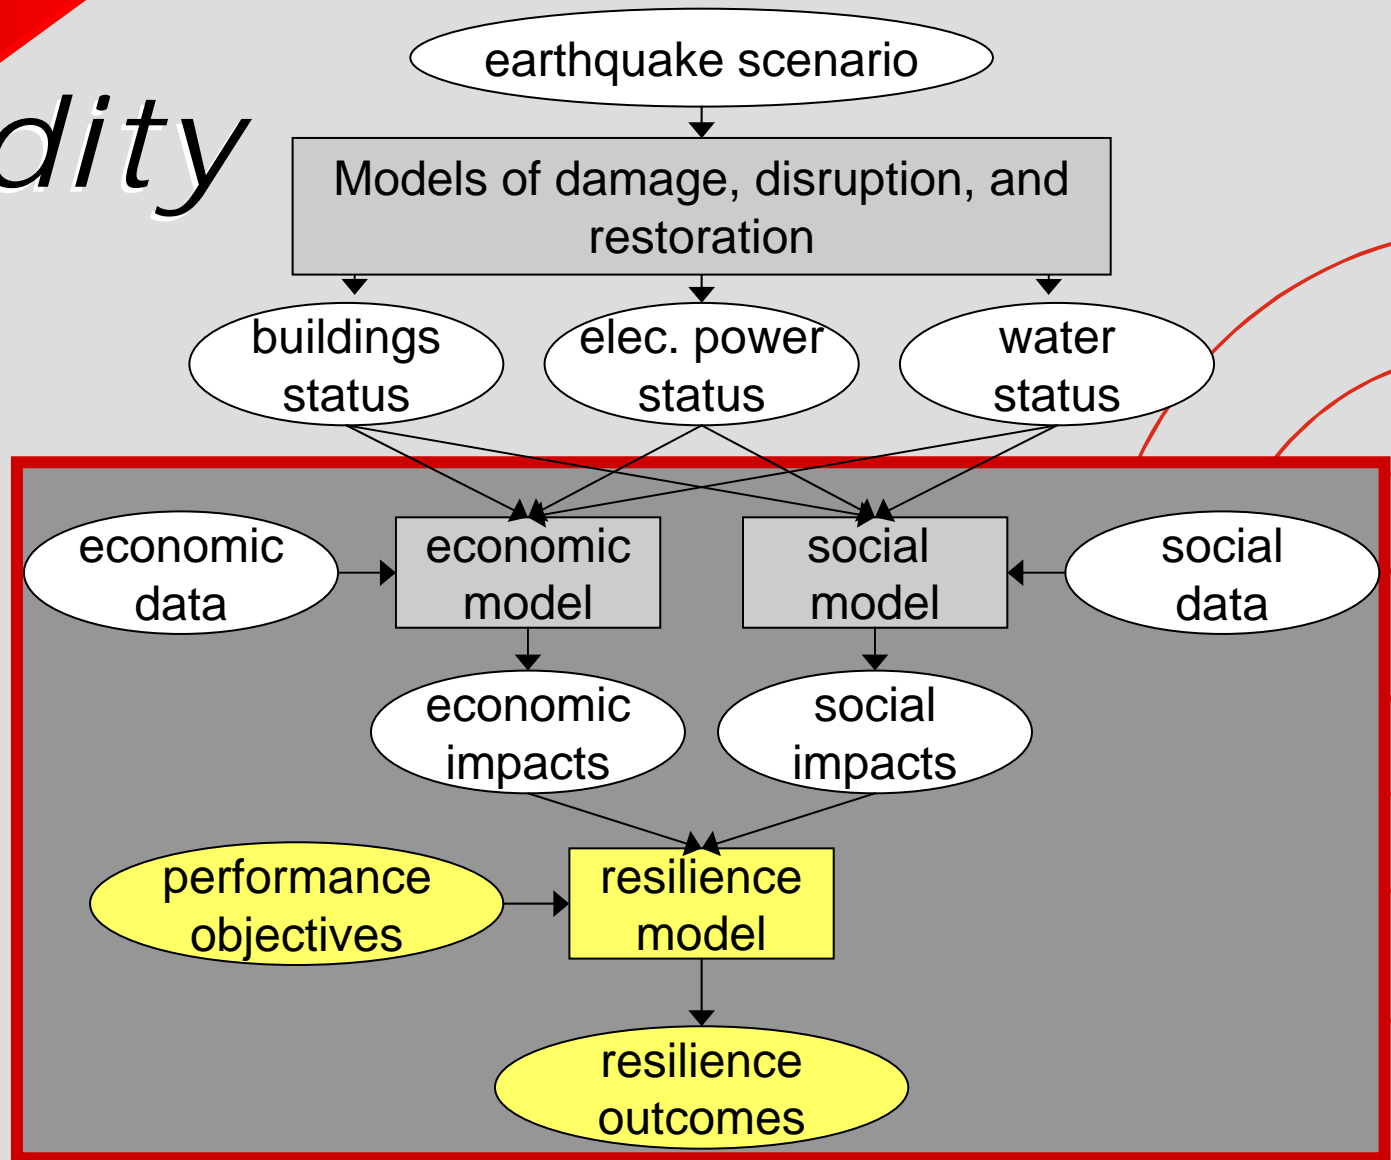 earthquake scenario
dity
Models of damage, disruption, and
restoration
buildings
status
elec. power
status
water
status
economic
data
economic
model
social
model
social
data
economic
impacts
social
impacts
performance
objectives
resilience
model
resilience
outcomes